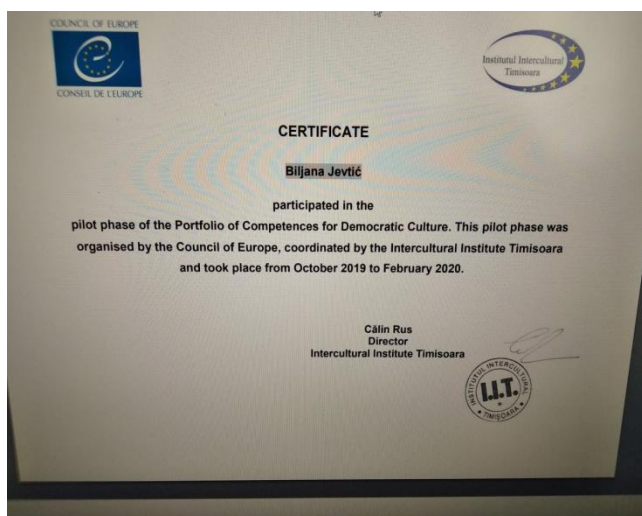 COUNCIL OF EUROPE
CONSEIL DE L'EUROPE
Institutul Intercultural
Timisoara
CERTIFICATE
Biljana Jevtić
participated in the
pilot phase of the Portfolio of Competences for Democratic Culture. This pilot phase was
organised by the Council of Europe, coordinated by the Intercultural Institute Timisoara
and took place from October 2019 to February 2020.
Călin Rus
Director
Intercultural Institute Timisoara
INSTITUTUL INTERCULTURAL
I.I.T.
TIMIȘOARA